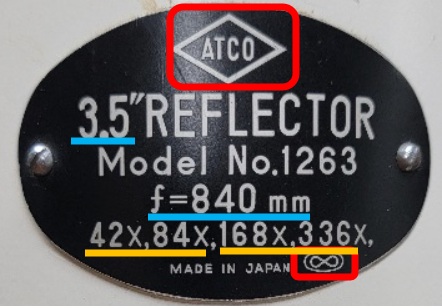 ATCO
3.5″REFLECTOR
Model No.1263
f=840 mm
42X,84X,168X,336X,
MADE IN JAPAN